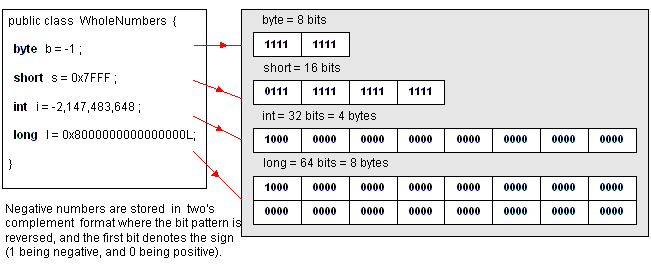 public class WholeNumbers {
byte b = -1 ;
short s = 0x7FFF ;
int i = -2,147,483,648 ;
long l = 0x8000000000000000L;
}
Negative numbers are stored in two's
complement format where the bit pattern is
reversed, and the first bit denotes the sign
(1 being negative, and 0 being positive).
byte = 8 bits
1111 1111
short = 16 bits
0111 1111 1111 1111
int = 32 bits = 4 bytes
1000 0000 0000 0000 0000 0000 0000 0000
long = 64 bits = 8 bytes
1000 0000 0000 0000 0000 0000 0000 0000
0000 0000 0000 0000 0000 0000 0000 0000